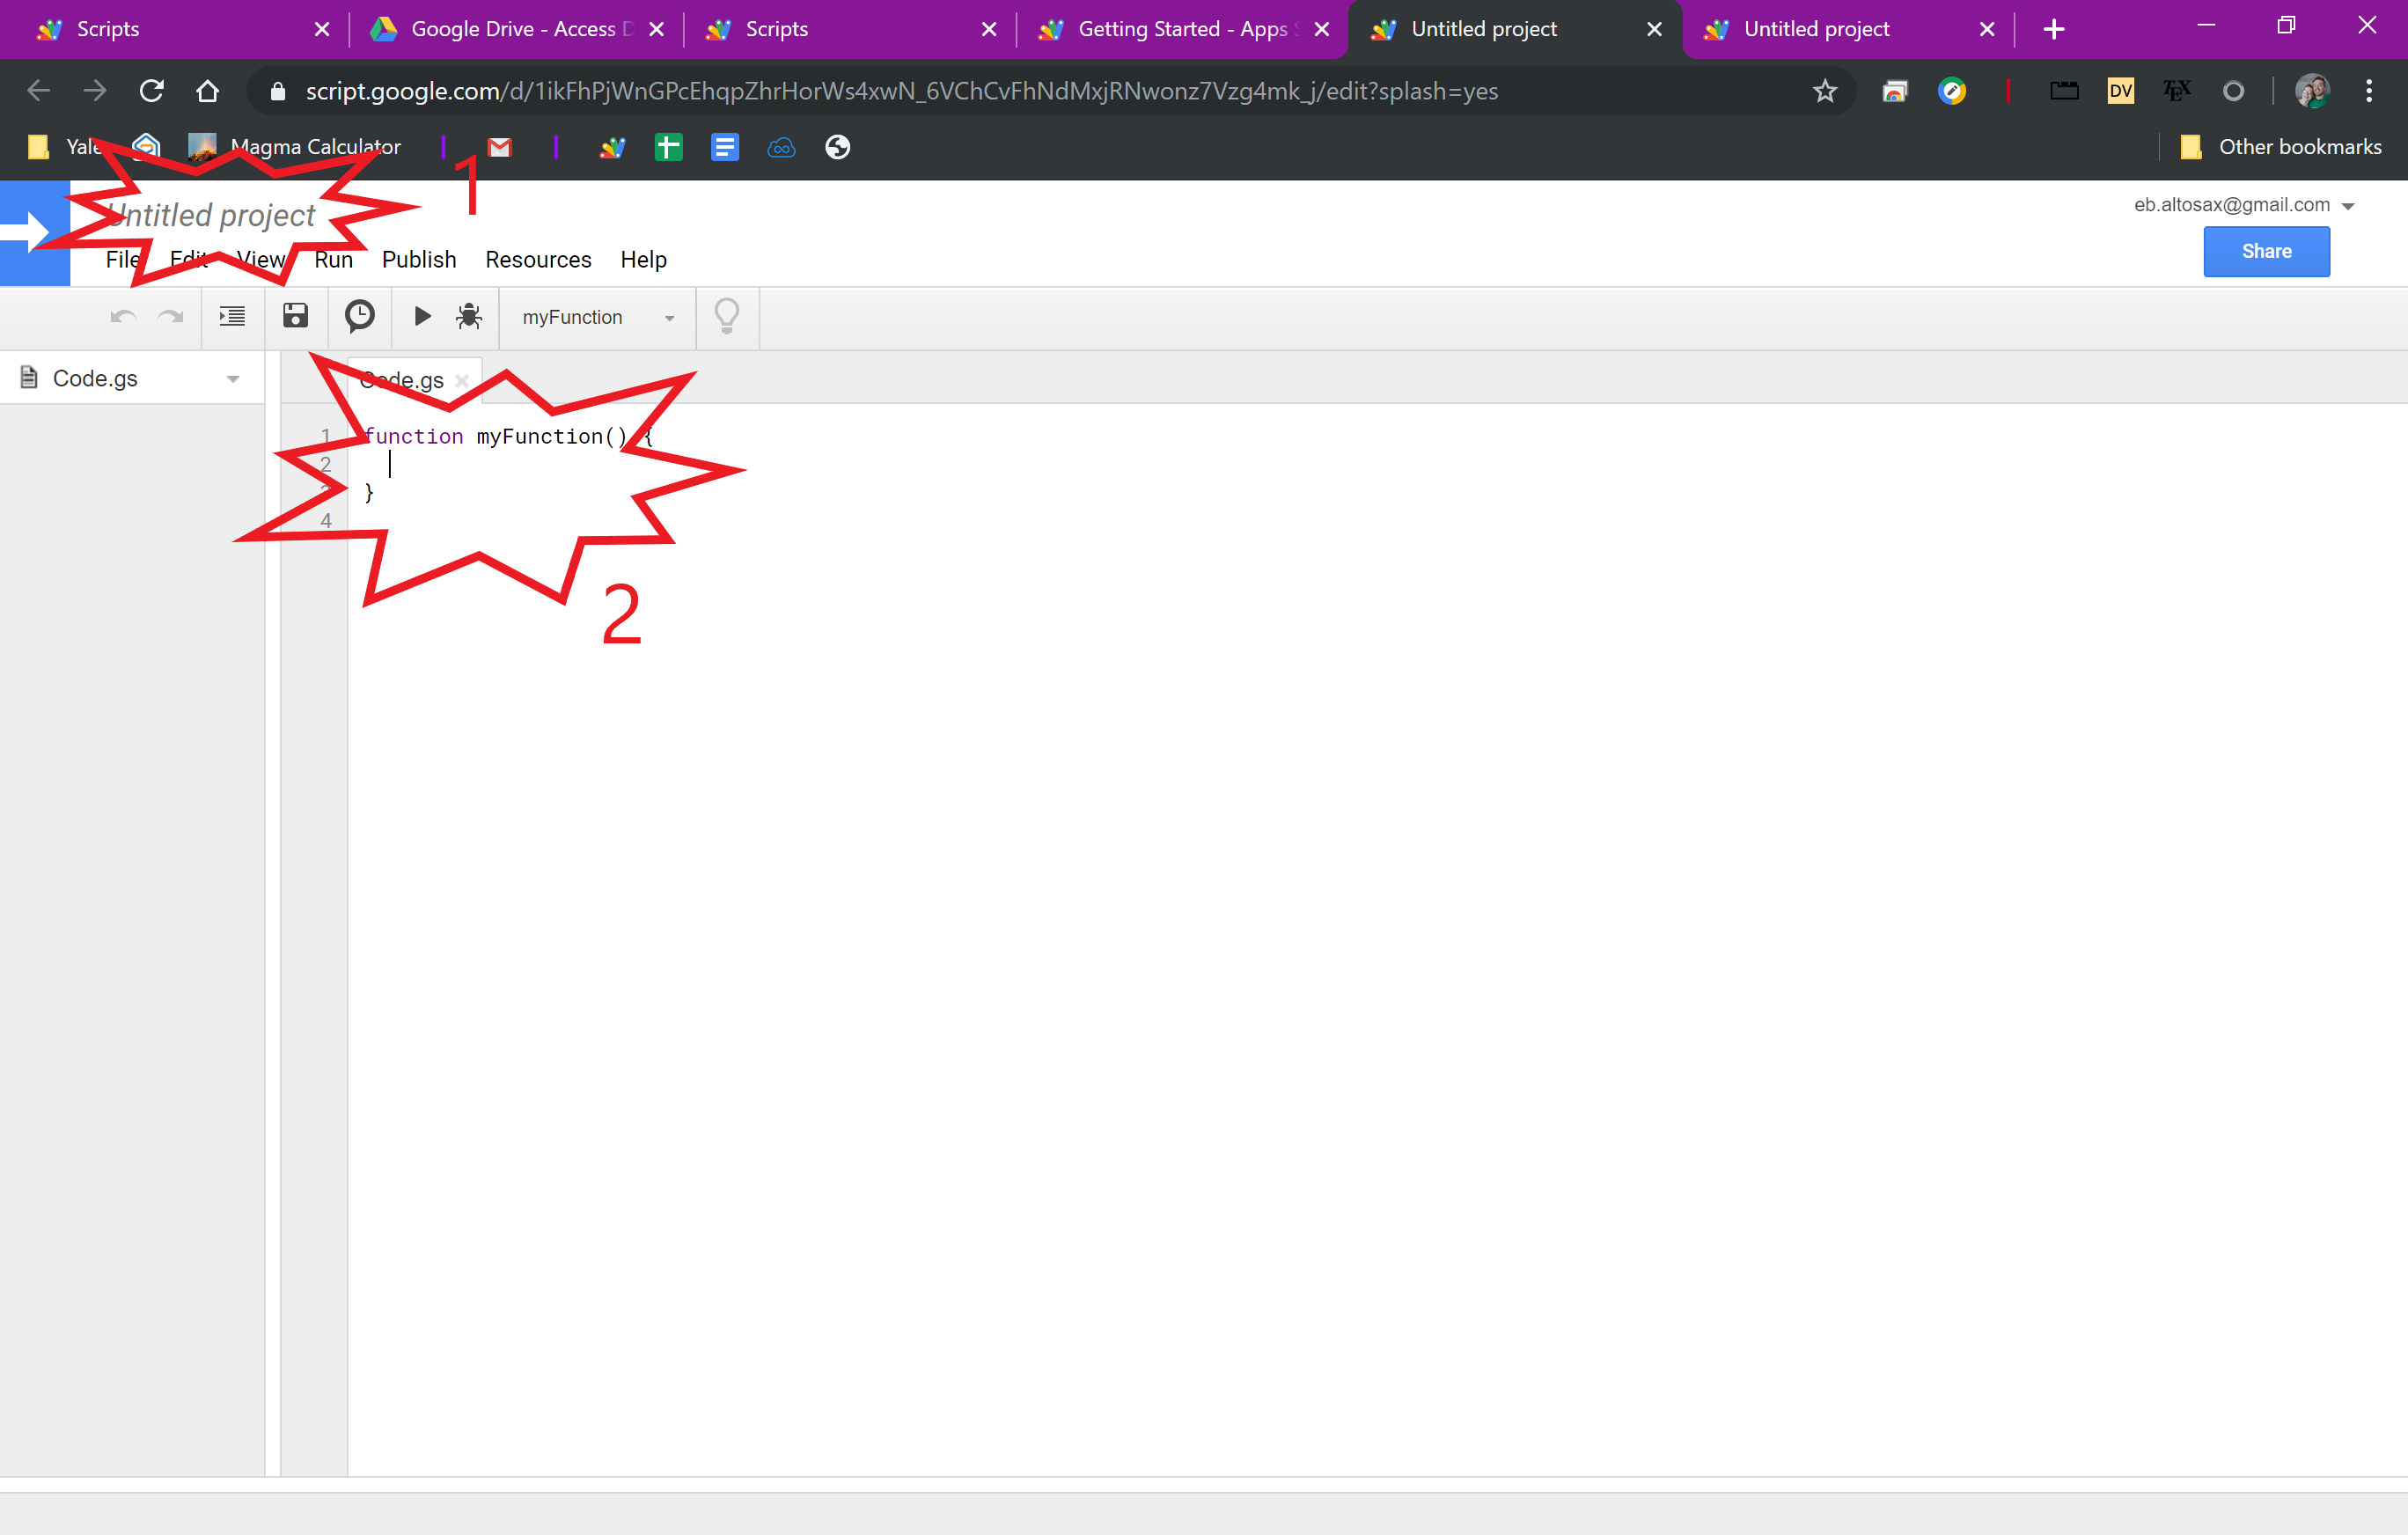 Scripts
Google Drive - Access D
Scripts
Getting Started - Apps S
Untitled project
Untitled project
script.google.com/d/1ikFhPjWnGPcEhqpZhrHorWs4xwN_6VChCvFhNdMxjRNwonz7Vzg4mk_j/edit?splash=yes
DV
TEX
Yale
Magma Calculator
Other bookmarks
1
Untitled project
eb.altosax@gmail.com
File Edit View Run Publish Resources Help
Share
myFunction
Code.gs
Code.gs
1 function myFunction() {
2
3 }
4
2